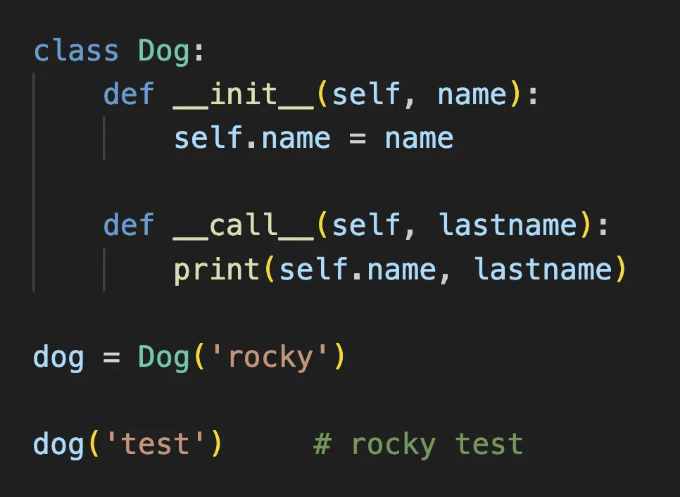 class Dog:
    def __init__(self, name):
        self.name = name
    def __call__(self, lastname):
        print(self.name, lastname)
dog = Dog('rocky')
dog('test')     # rocky test